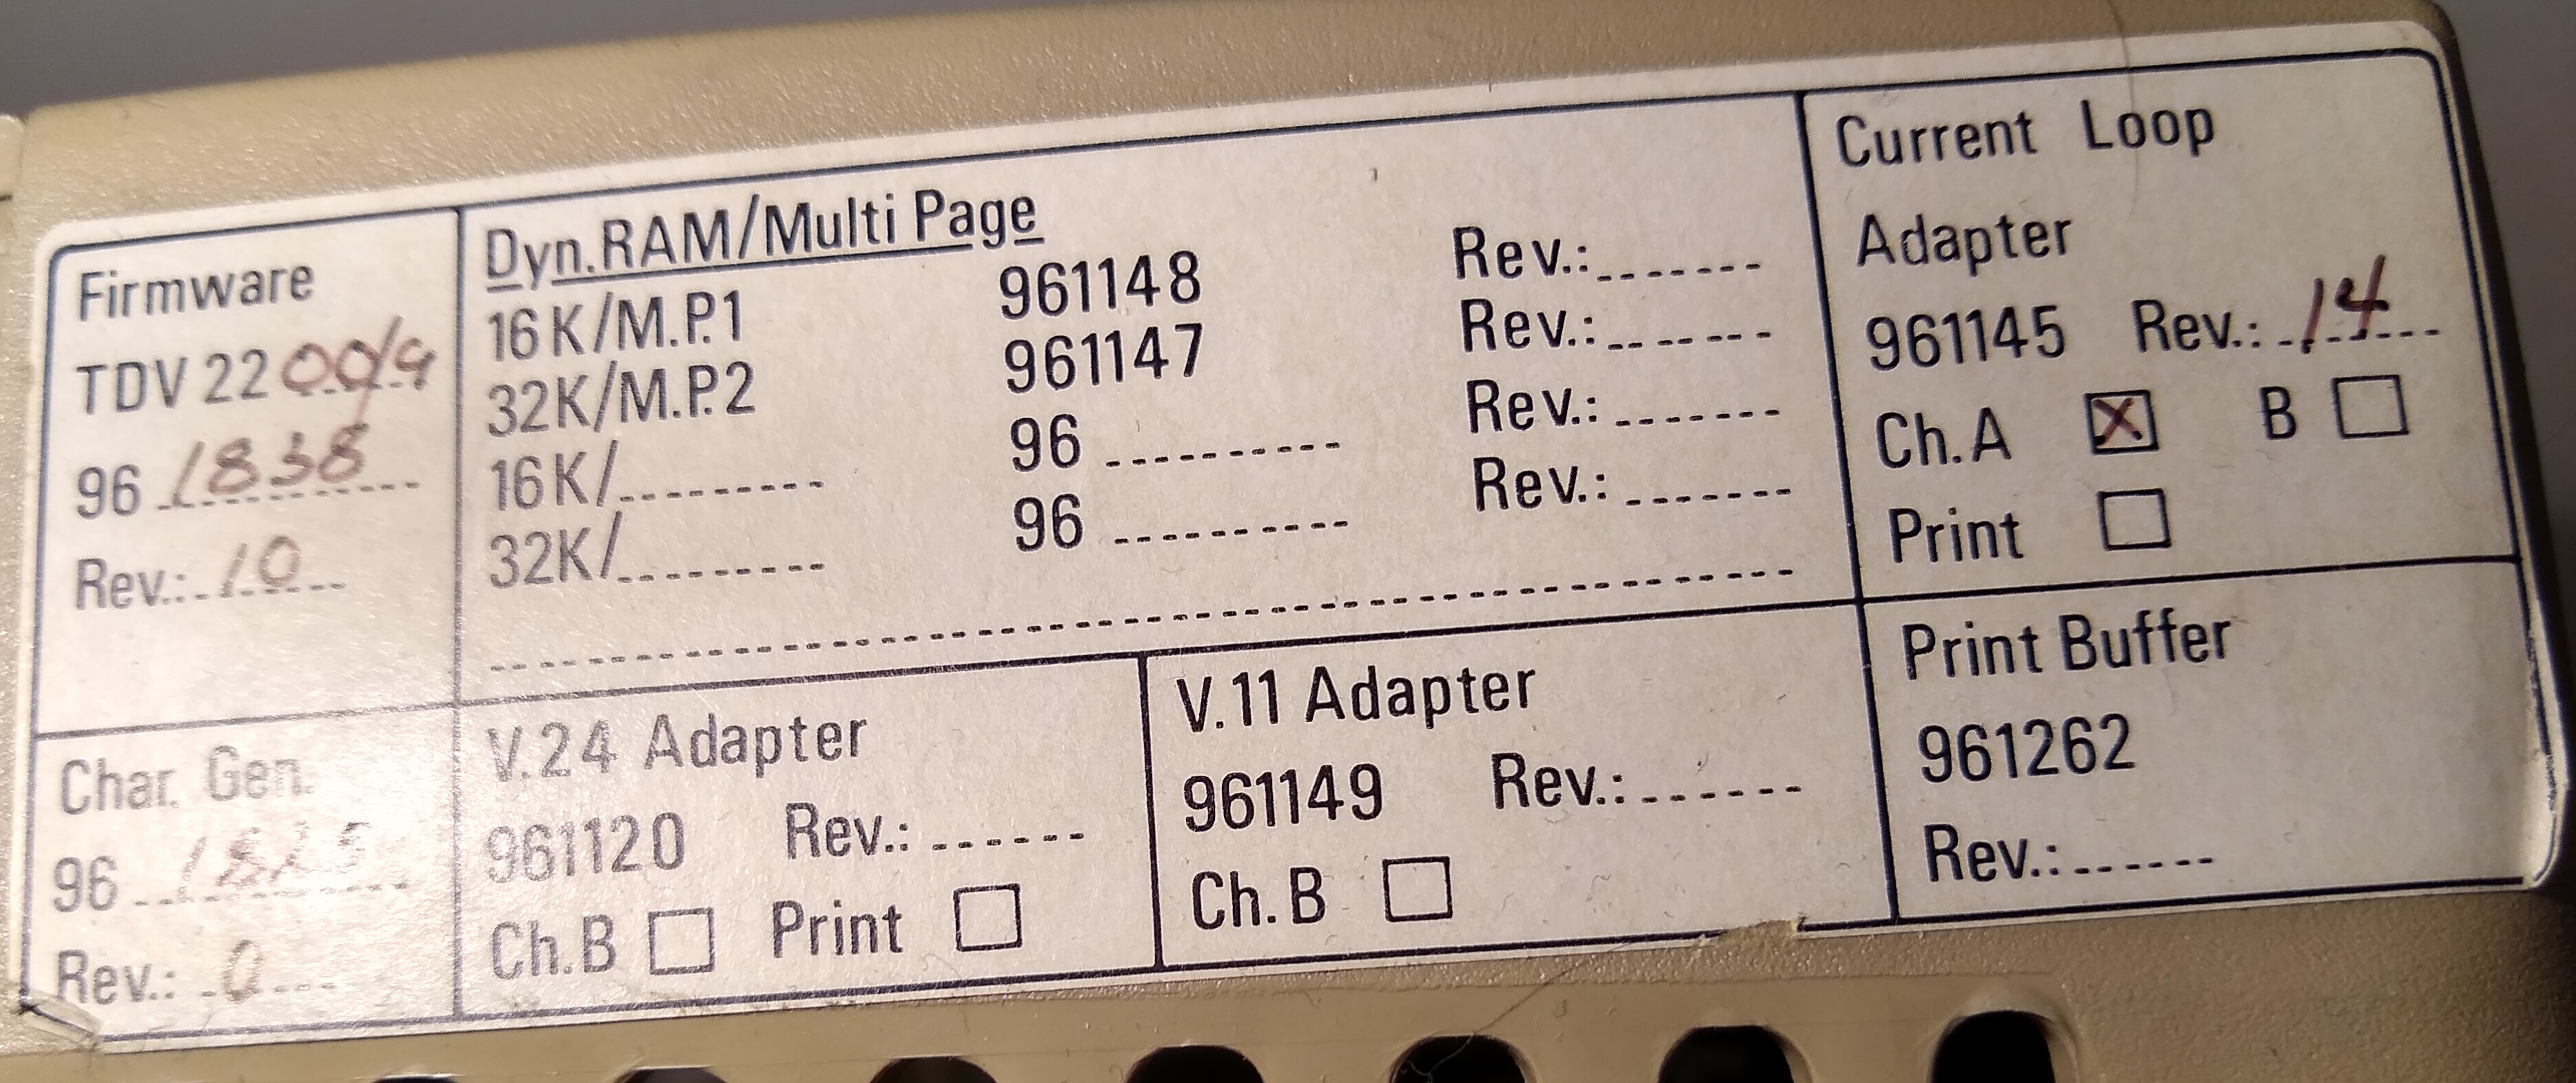 Firmware
TDV 2200/9
96 1838
Rev.: 10
Dyn.RAM/Multi Page
16K/M.P.1 961148 Rev.:
32K/M.P.2 961147 Rev.:
16K/ 96 Rev.:
32K/ 96 Rev.:
Current Loop
Adapter
961145 Rev.: 14
Ch.A X B
Print
Char. Gen.
96
Rev.: 0
V.24 Adapter
961120 Rev.:
Ch.B Print
V.11 Adapter
961149 Rev.:
Ch.B
Print Buffer
961262
Rev.: